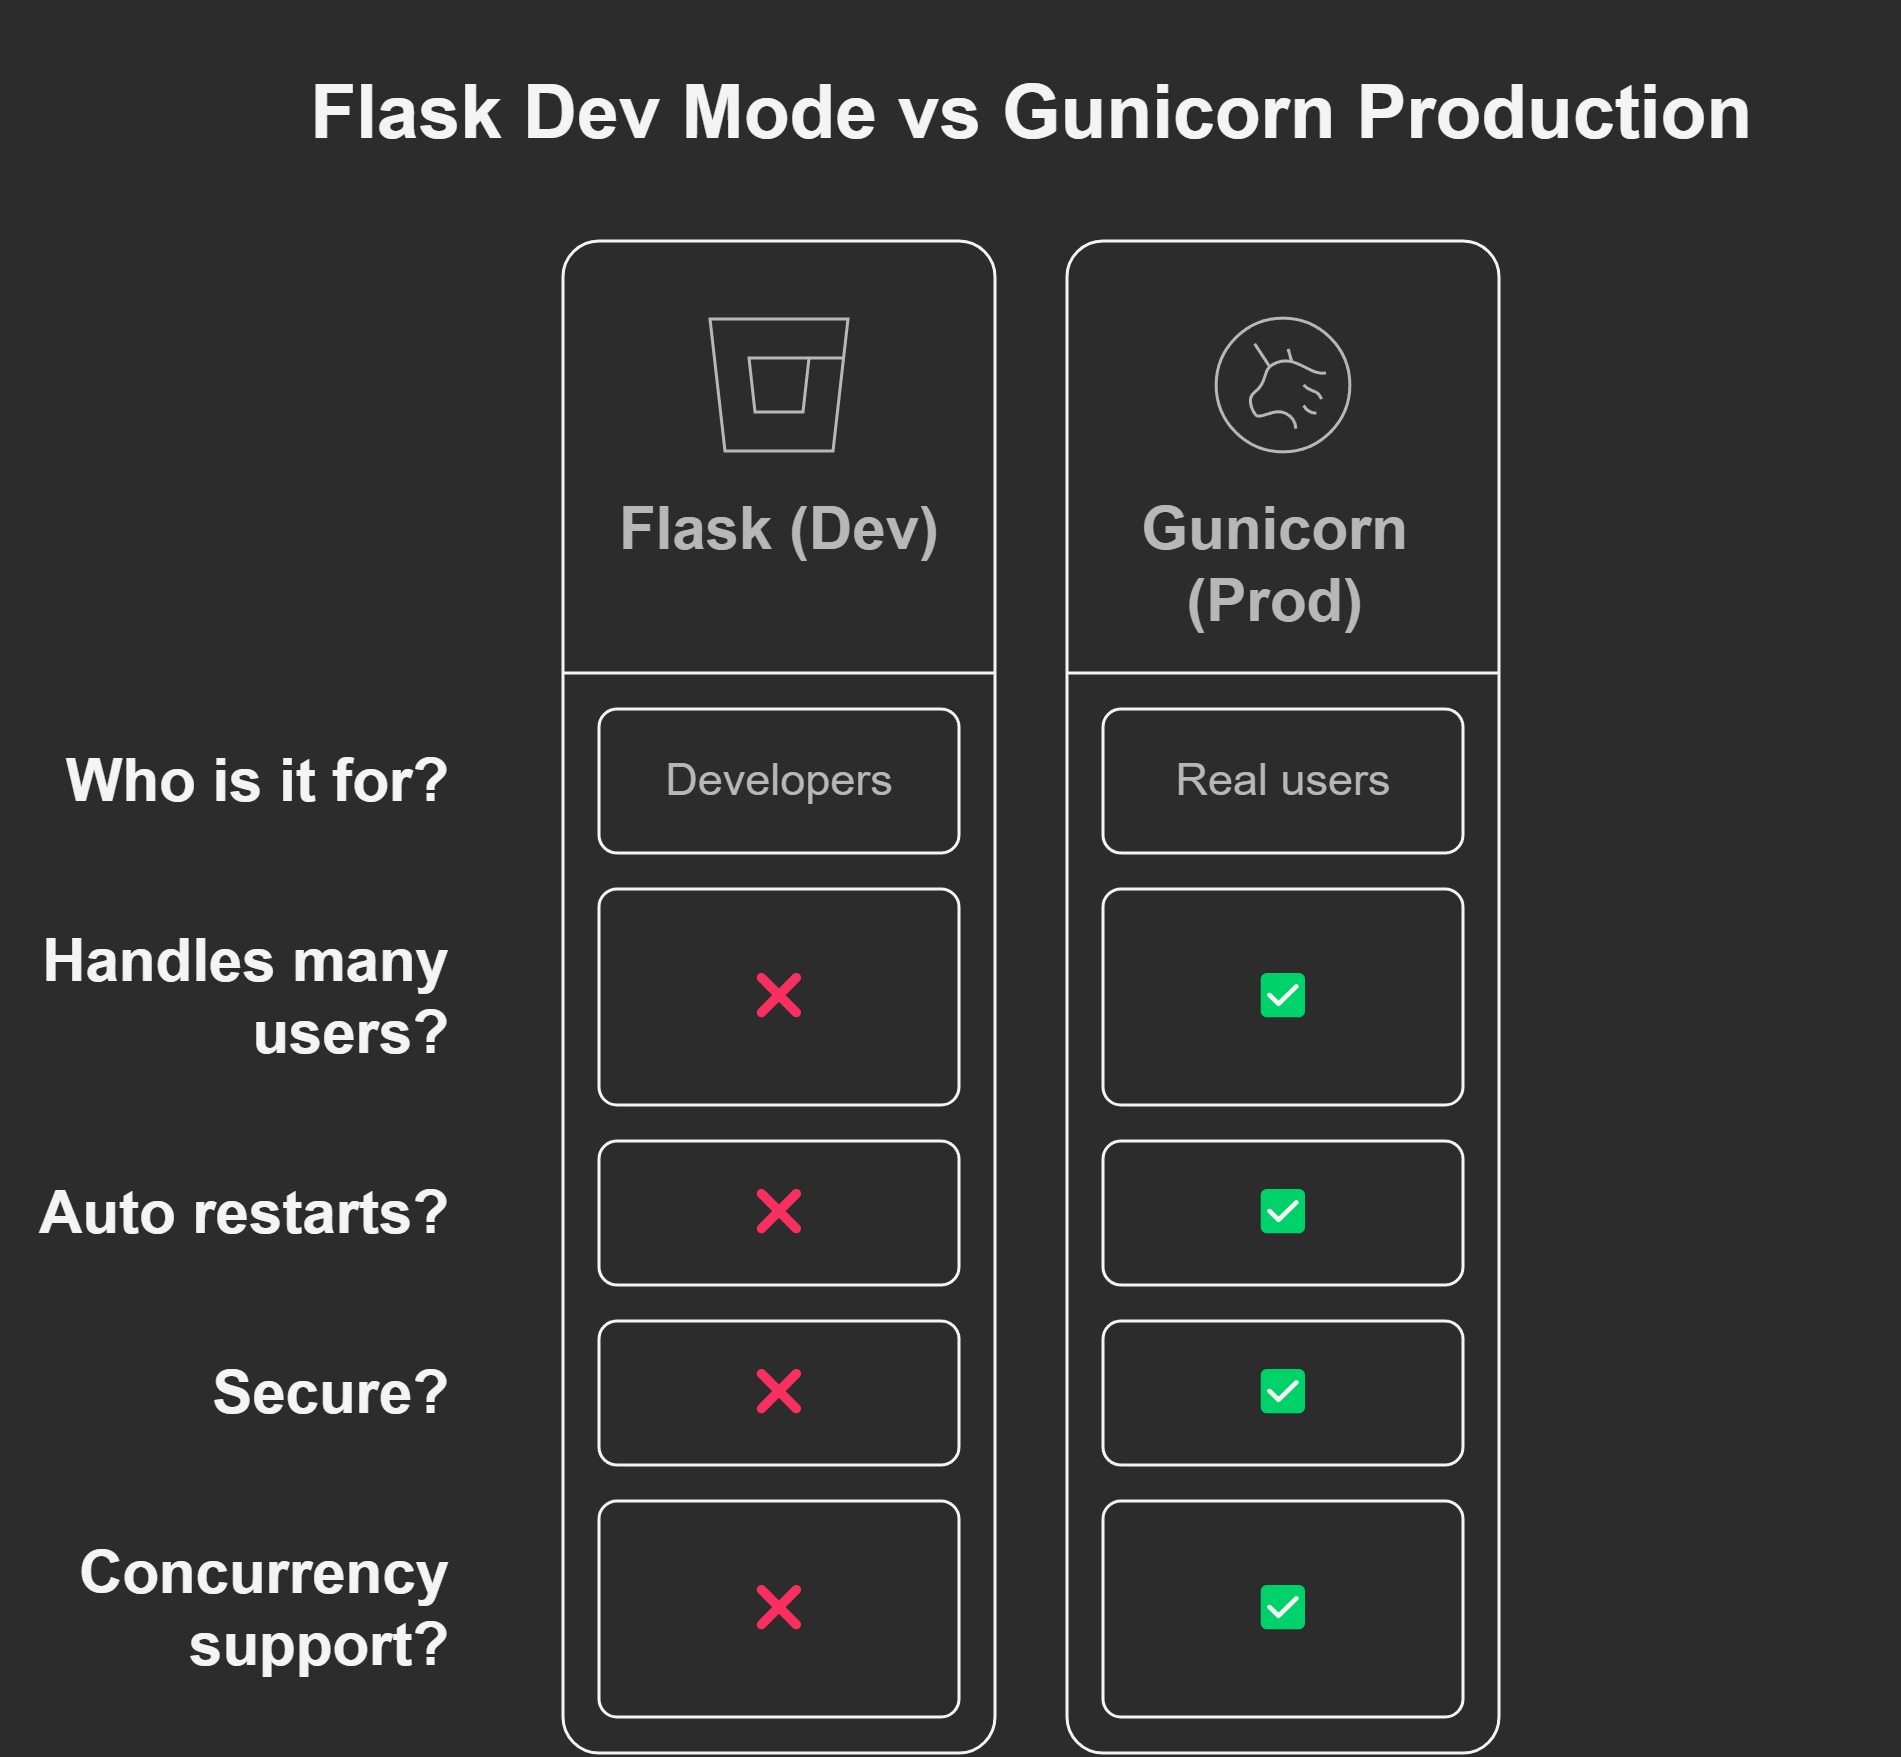 Flask Dev Mode vs Gunicorn Production
Flask (Dev)
Gunicorn
(Prod)
Who is it for?
Developers
Real users
Handles many
users?
Auto restarts?
Secure?
Concurrency
support?